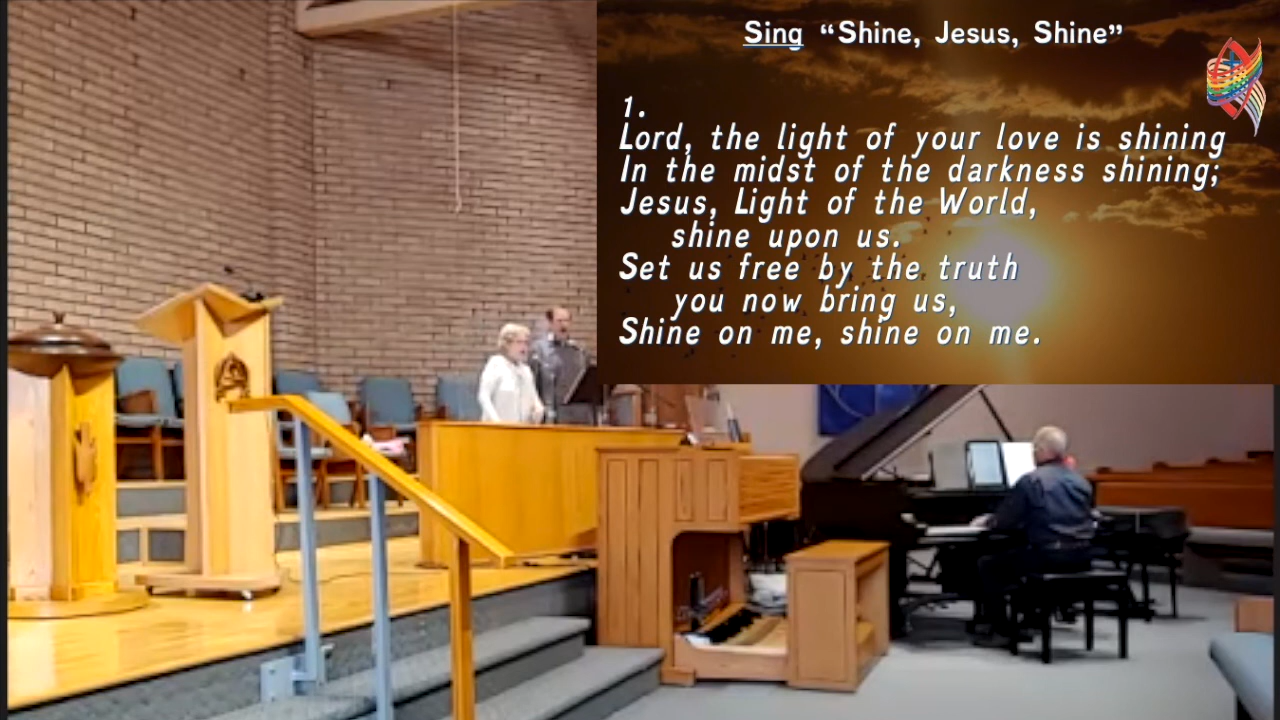 Sing “Shine, Jesus, Shine”
1.
Lord, the light of your love is shining
In the midst of the darkness shining;
Jesus, Light of the World,
shine upon us.
Set us free by the truth
you now bring us,
Shine on me, shine on me.